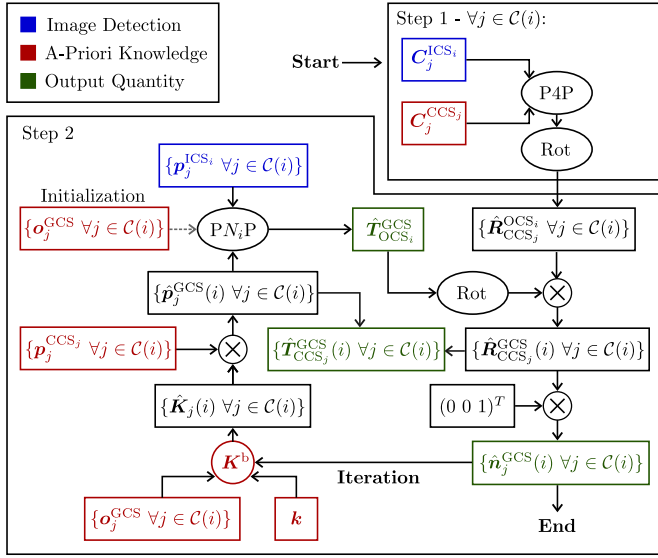 Image Detection
A-Priori Knowledge
Output Quantity
Step 1 - ∀j ∈ 𝒞(i):
Start
C_j^{ICS_i}
P4P
C_j^{CCS_j}
Rot
Step 2
{p_j^{ICS_i} ∀j ∈ 𝒞(i)}
Initialization
{o_j^{GCS} ∀j ∈ 𝒞(i)}
PN_iP
T̂_{OCS_i}^{GCS}
{R̂_{CCS_j}^{OCS_i} ∀j ∈ 𝒞(i)}
{p̂_j^{GCS}(i) ∀j ∈ 𝒞(i)}
Rot
×
{p_j^{CCS_j} ∀j ∈ 𝒞(i)}
×
{T̂_{CCS_j}^{GCS}(i) ∀j ∈ 𝒞(i)}
{R̂_{CCS_j}^{GCS}(i) ∀j ∈ 𝒞(i)}
{K̂_j(i) ∀j ∈ 𝒞(i)}
(0 0 1)^T
×
K^b
Iteration
{n̂_j^{GCS}(i) ∀j ∈ 𝒞(i)}
{o_j^{GCS} ∀j ∈ 𝒞(i)}
k
End